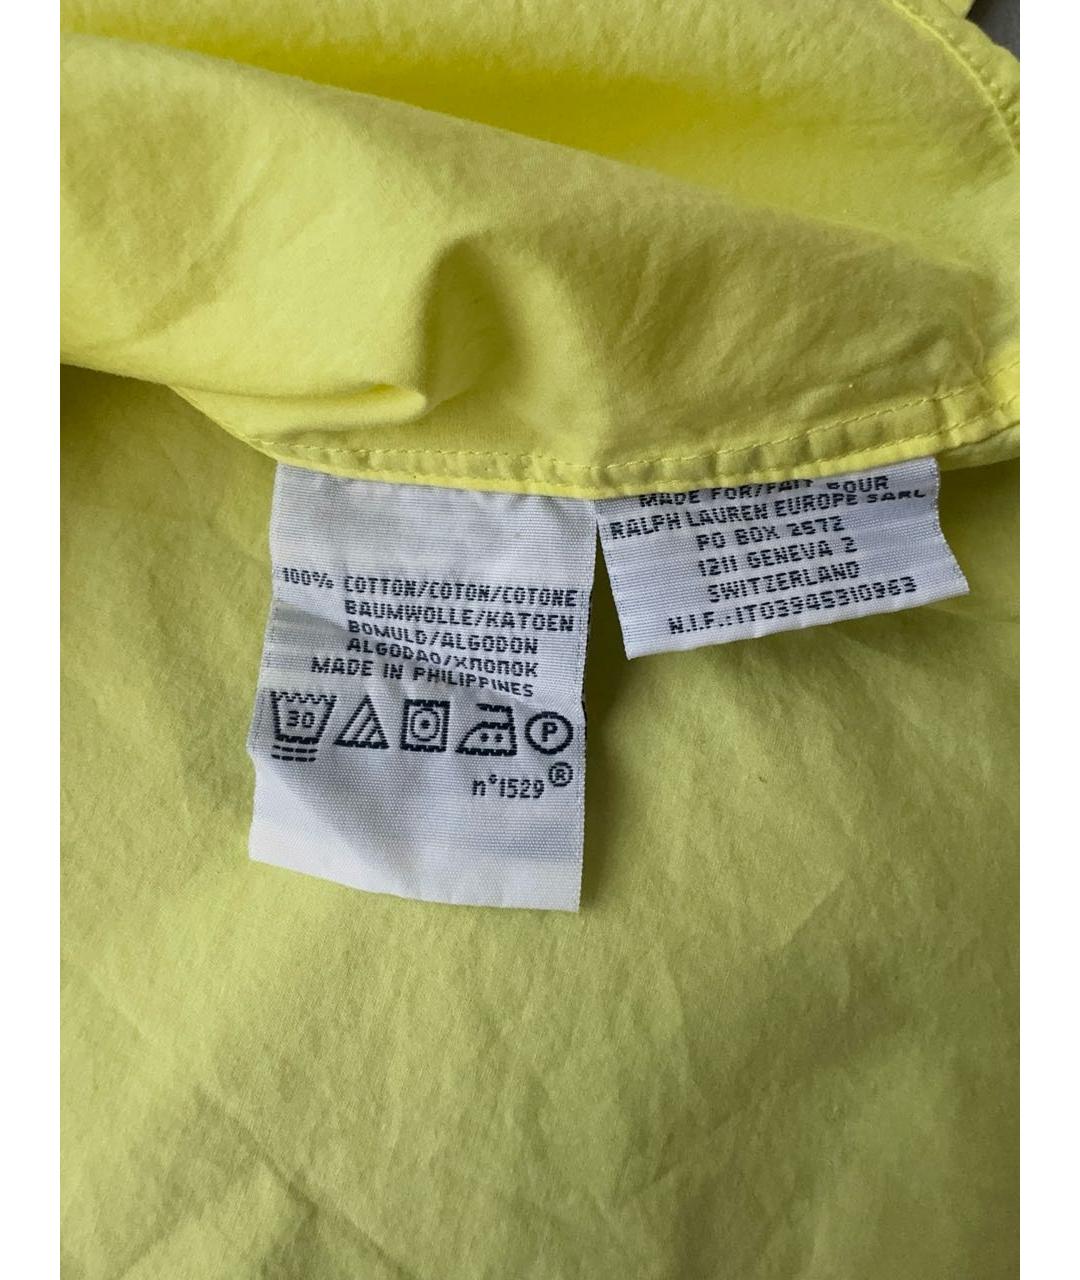 100% COTTON/COTON/COTONE
BAUMWOLLE/KATOEN
BOMULD/ALGODON
ALGODAO/ХЛОПОК
MADE IN PHILIPPINES
30
P
n°1529®
MADE FOR/FAIT POUR
RALPH LAUREN EUROPE SARL
PO BOX 2572
1211 GENEVA 2
SWITZERLAND
N.I.F.:IT03945310963